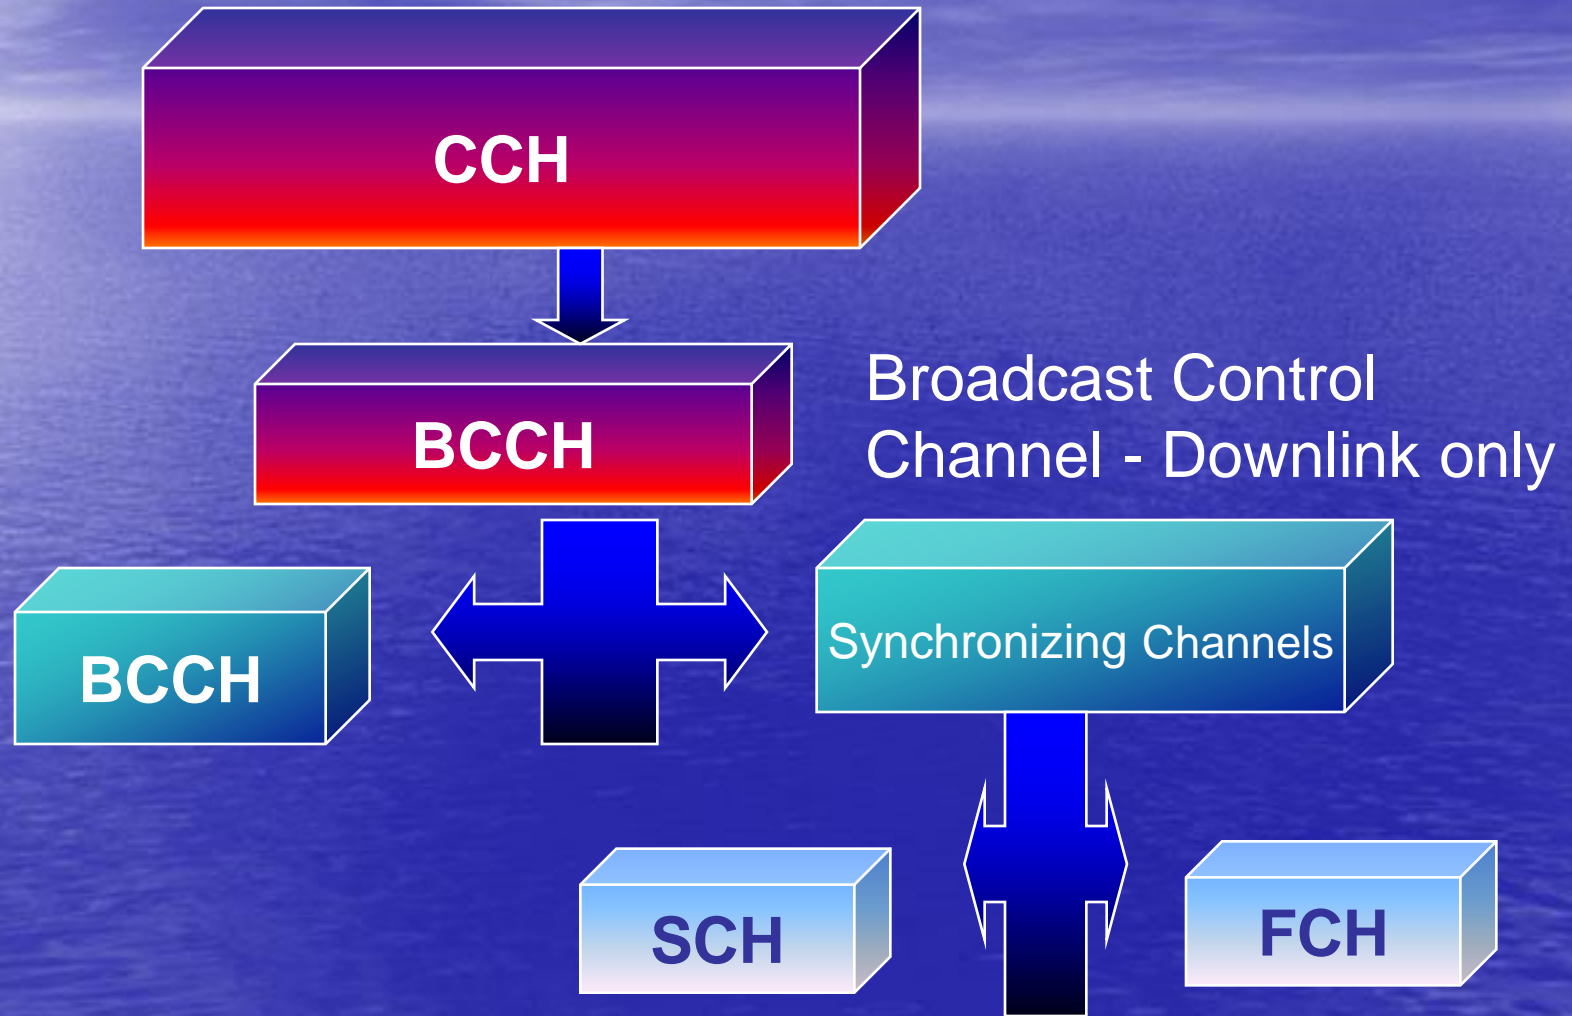 CCH
BCCH
Broadcast Control
Channel - Downlink only
BCCH
Synchronizing Channels
SCH
FCH